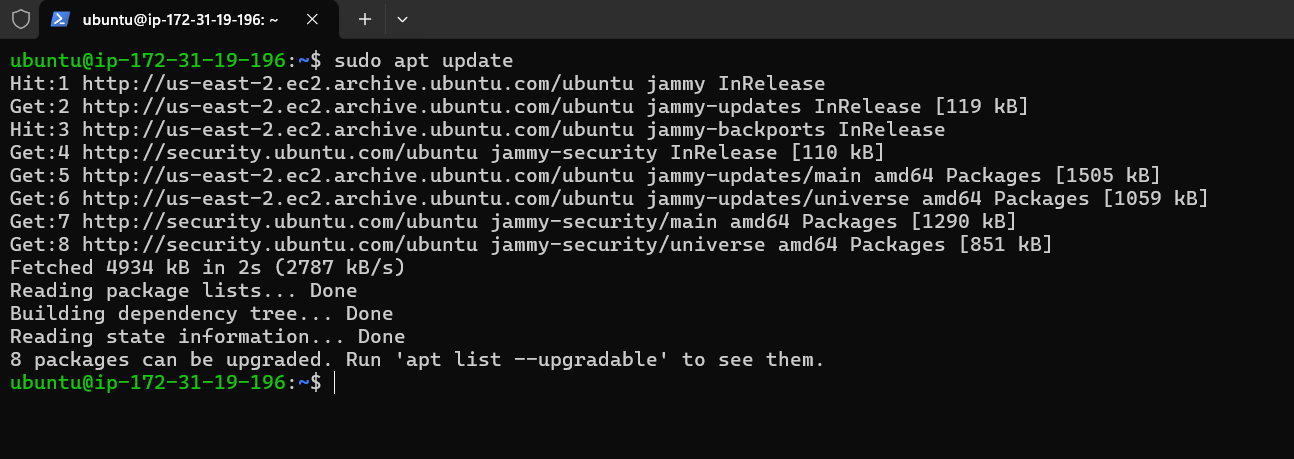 ubuntu@ip-172-31-19-196: ~
ubuntu@ip-172-31-19-196:~$ sudo apt update
Hit:1 http://us-east-2.ec2.archive.ubuntu.com/ubuntu jammy InRelease
Get:2 http://us-east-2.ec2.archive.ubuntu.com/ubuntu jammy-updates InRelease [119 kB]
Hit:3 http://us-east-2.ec2.archive.ubuntu.com/ubuntu jammy-backports InRelease
Get:4 http://security.ubuntu.com/ubuntu jammy-security InRelease [110 kB]
Get:5 http://us-east-2.ec2.archive.ubuntu.com/ubuntu jammy-updates/main amd64 Packages [1505 kB]
Get:6 http://us-east-2.ec2.archive.ubuntu.com/ubuntu jammy-updates/universe amd64 Packages [1059 kB]
Get:7 http://security.ubuntu.com/ubuntu jammy-security/main amd64 Packages [1290 kB]
Get:8 http://security.ubuntu.com/ubuntu jammy-security/universe amd64 Packages [851 kB]
Fetched 4934 kB in 2s (2787 kB/s)
Reading package lists... Done
Building dependency tree... Done
Reading state information... Done
8 packages can be upgraded. Run 'apt list --upgradable' to see them.
ubuntu@ip-172-31-19-196:~$